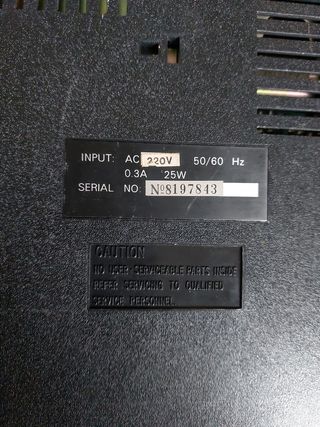 INPUT: AC 220V 50/60 Hz
0.3A 25W
SERIAL NO. Nº8197843
CAUTION
NO USER-SERVICEABLE PARTS INSIDE
REFER SERVICING TO QUALIFIED
SERVICE PERSONNEL